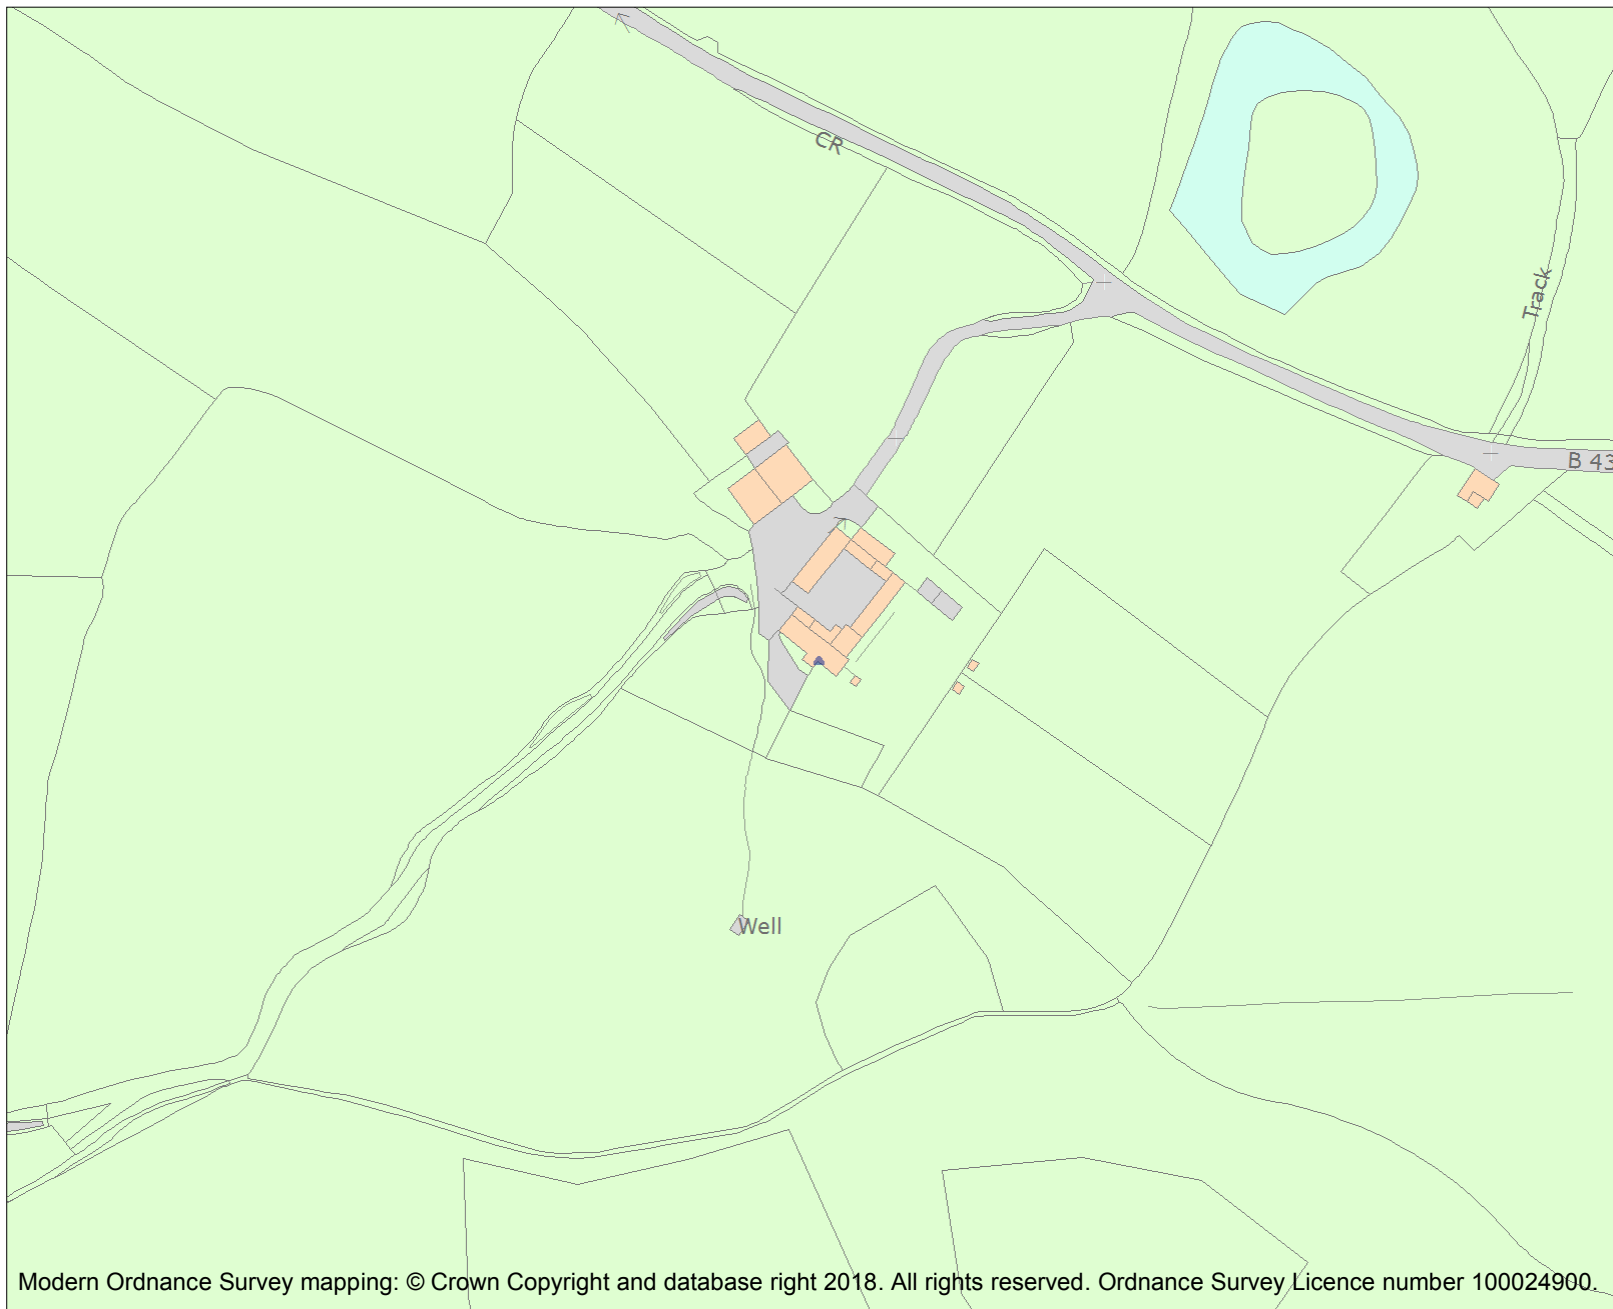 CR
Track
B 43
Well
Modern Ordnance Survey mapping: © Crown Copyright and database right 2018. All rights reserved. Ordnance Survey Licence number 100024900.